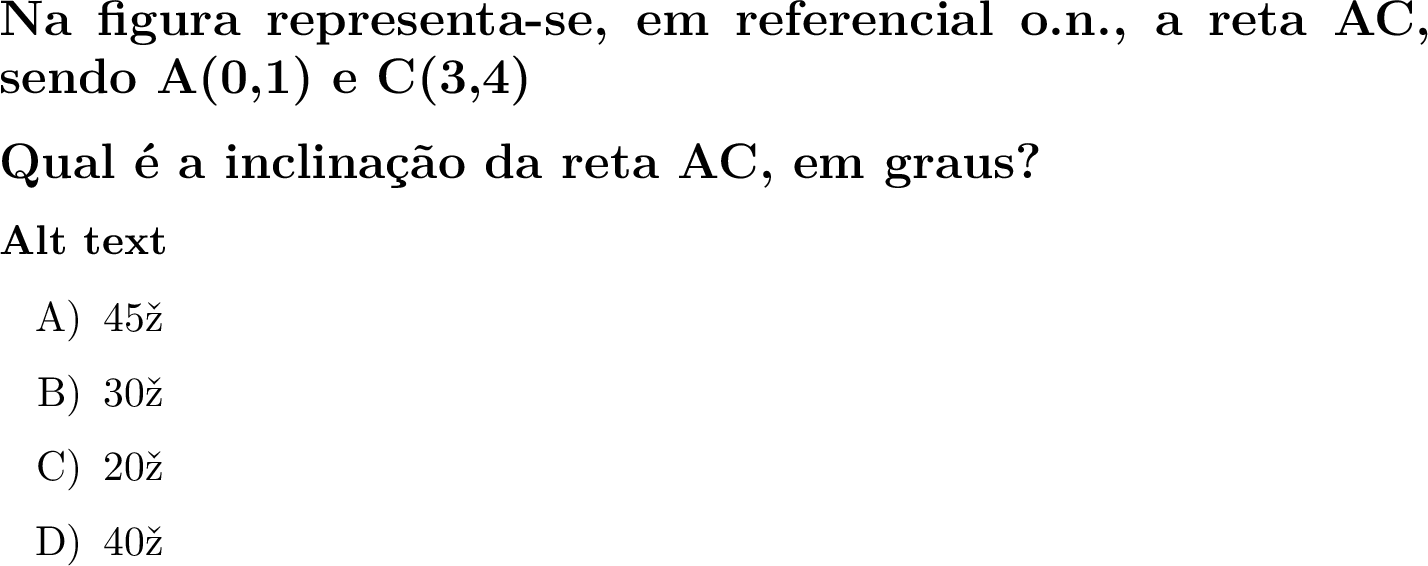 Na figura representa-se, em referencial o.n., a reta AC,
sendo A(0,1) e C(3,4)
Qual é a inclinação da reta AC, em graus?
Alt text
A) 45ž
B) 30ž
C) 20ž
D) 40ž